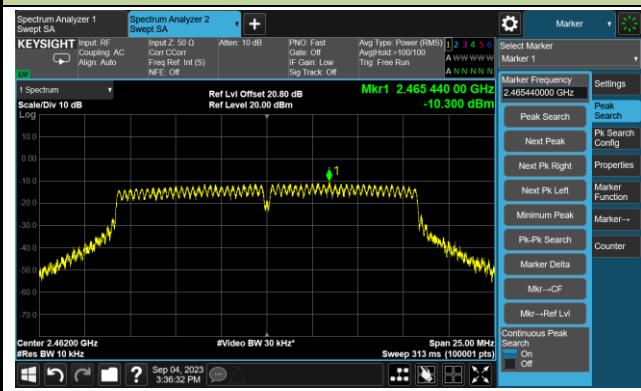 Spectrum Analyzer 1
Swept SA
Spectrum Analyzer 2
Swept SA
Marker
KEYSIGHT
Input: RF
Coupling: AC
Align: Auto
Input Z: 50 Ω
Corr CCorr
Freq Ref: Int (S)
NFE: Off
Atten: 10 dB
PNO: Fast
Gate: Off
IF Gain: Low
Sig Track: Off
Avg Type: Power (RMS)
Avg|Hold:>100/100
Trig: Free Run
1 2 3 4 5 6
A W W W W W
A N N N N N
Select Marker
Marker 1
1 Spectrum
Scale/Div 10 dB
Log
Ref Lvl Offset 20.80 dB
Ref Level 20.00 dBm
Mkr1 2.465 440 00 GHz
-10.300 dBm
10.0
0.00
-10.0
-20.0
-30.0
-40.0
-50.0
-60.0
-70.0
1
Center 2.46200 GHz
#Res BW 10 kHz
#Video BW 30 kHz*
Span 25.00 MHz
Sweep 313 ms (100001 pts)
Marker Frequency
2.465440000 GHz
Peak Search
Next Peak
Next Pk Right
Next Pk Left
Minimum Peak
Pk-Pk Search
Marker Delta
Mkr→CF
Mkr→Ref Lvl
Continuous Peak
Search
On
Off
Settings
Peak
Search
Pk Search
Config
Properties
Marker
Function
Marker→
Counter
Sep 04, 2023
3:36:32 PM